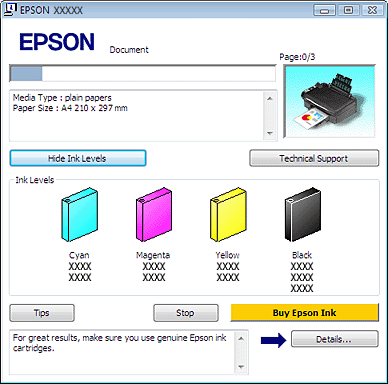 EPSON XXXXX
EPSON
Document
Page:0/3
Media Type : plain papers
Paper Size : A4 210 x 297 mm
Hide Ink Levels
Technical Support
Ink Levels
Cyan Magenta Yellow Black
XXXX XXXX XXXX XXXX
XXXX XXXX XXXX XXXX
XXXX
Tips
Stop
Buy Epson Ink
For great results, make sure you use genuine Epson ink
cartridges.
Details...